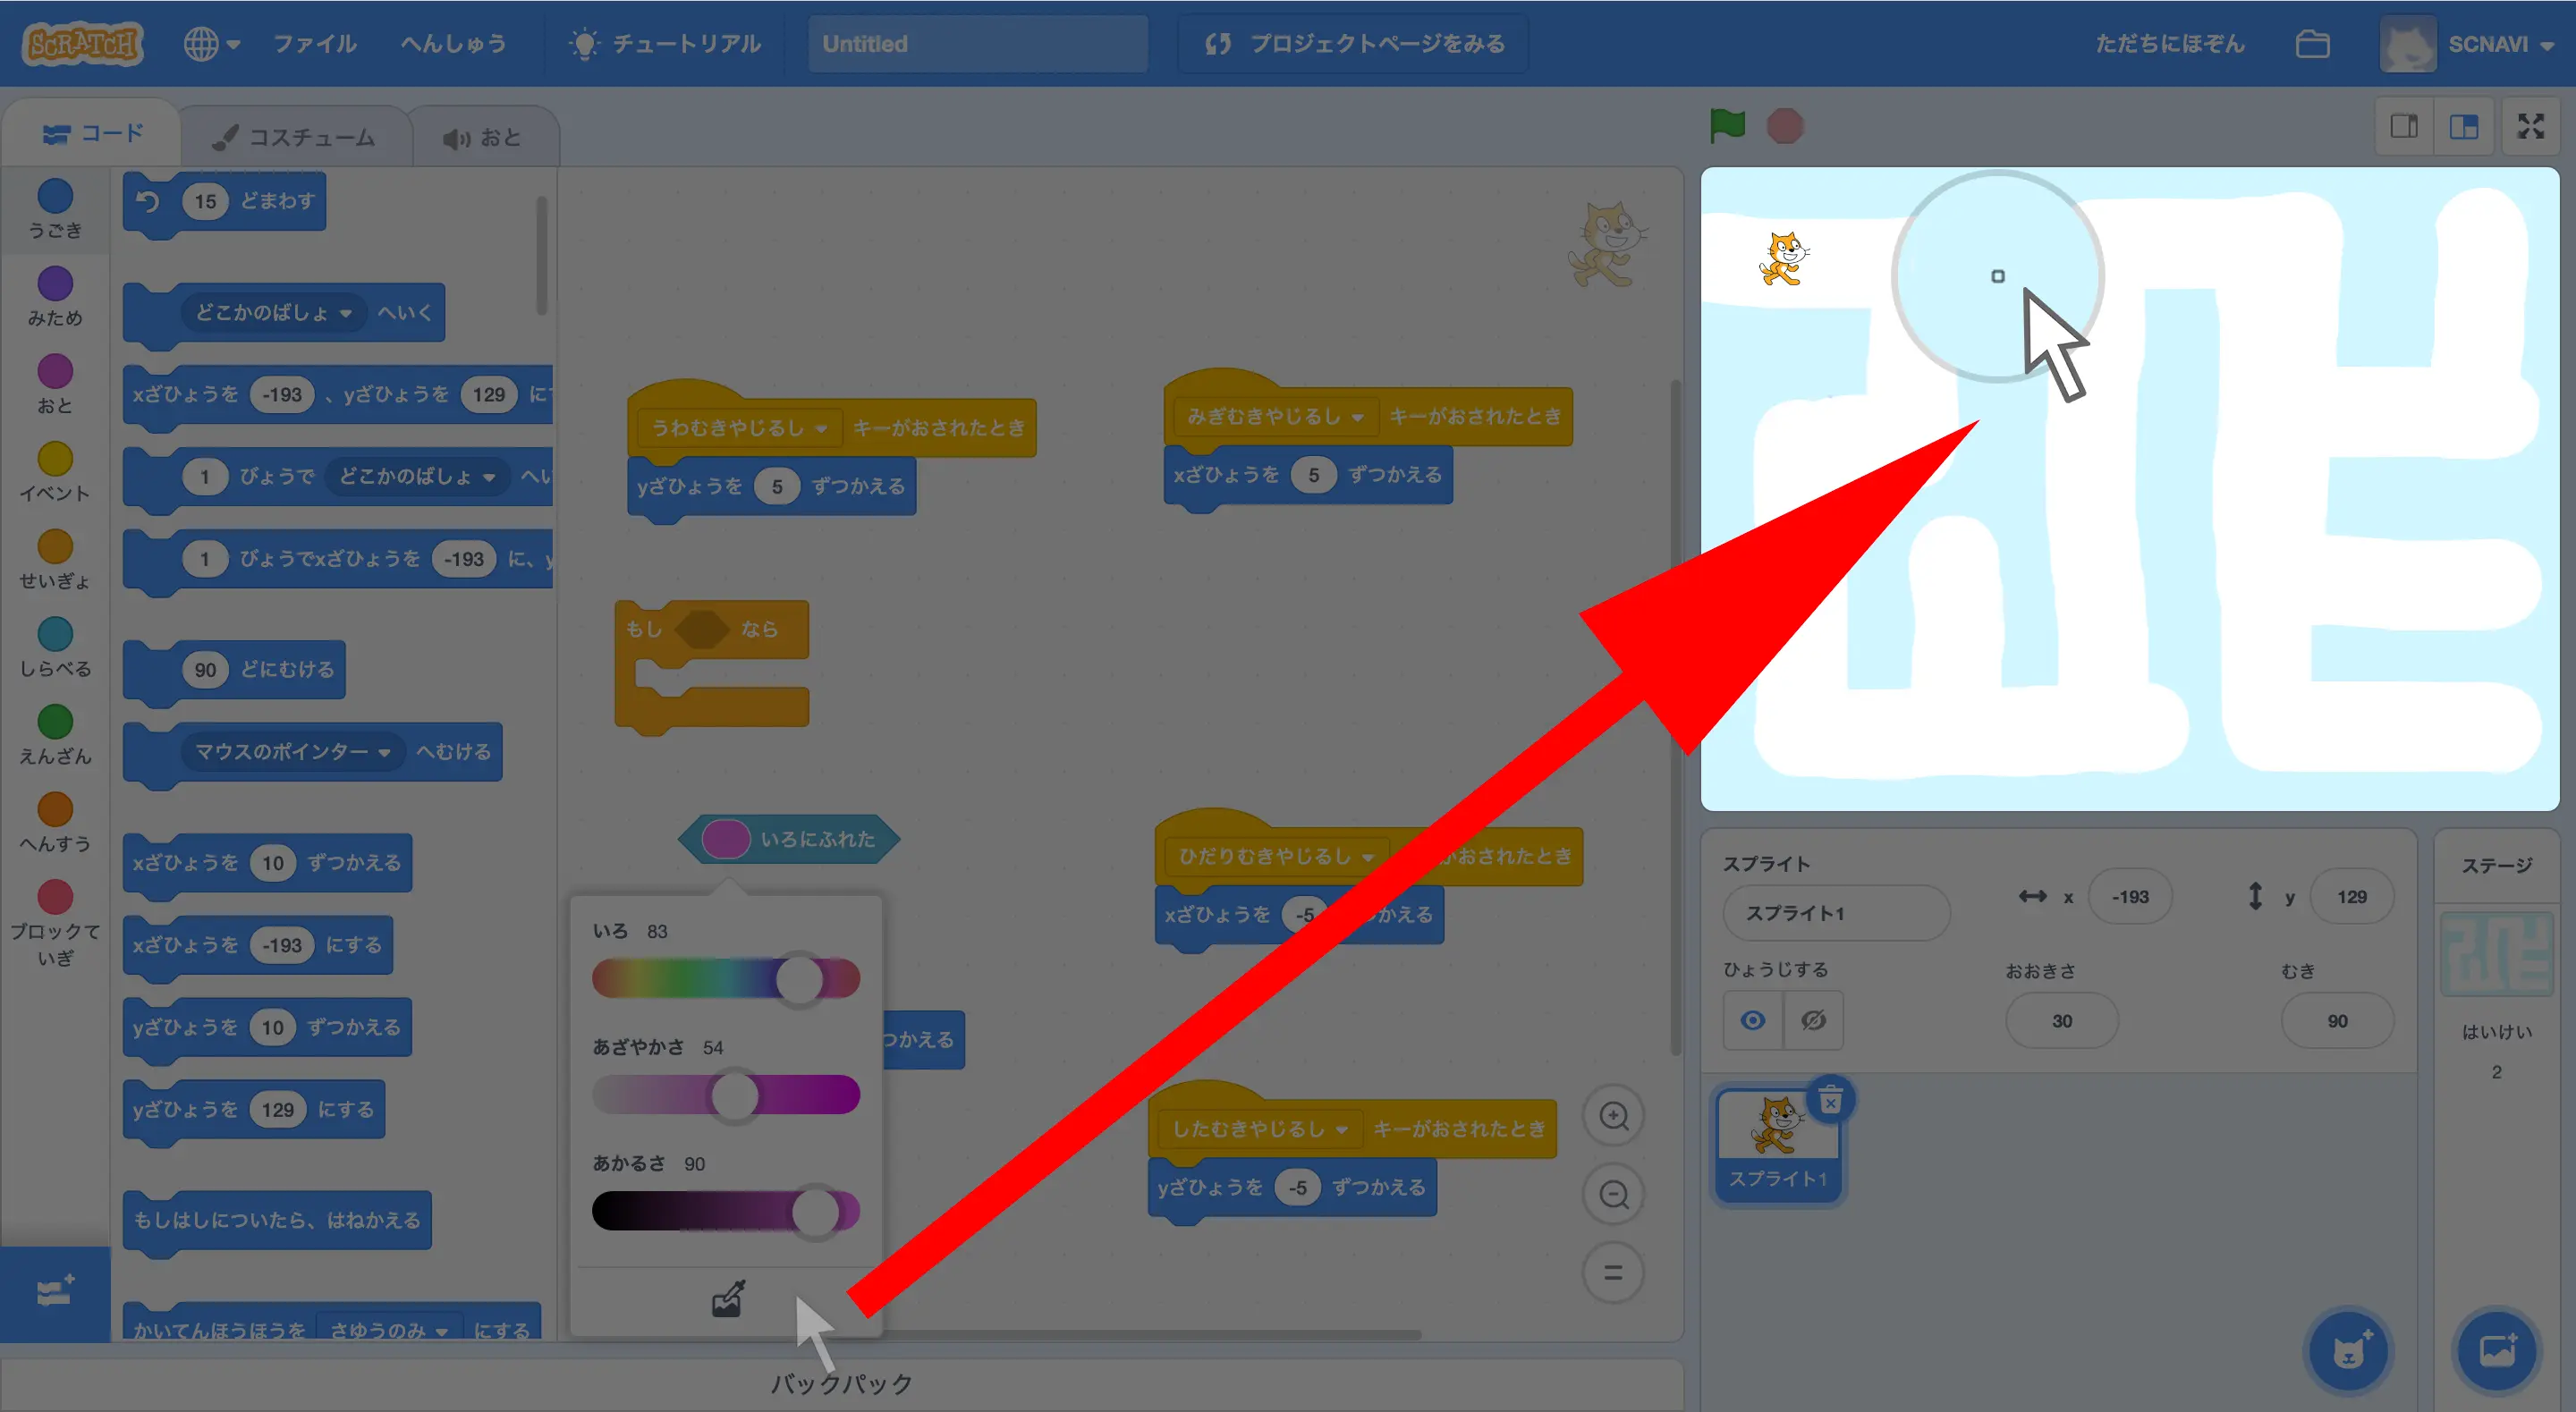 SCRATCH
ファイル
へんしゅう
チュートリアル
Untitled
プロジェクトページをみる
ただちにほぞん
SCNAVI
コード
コスチューム
おと
うごき
みため
おと
イベント
せいぎょ
しらべる
えんざん
へんすう
ブロックて
いぎ
15 どまわす
どこかのばしょ へいく
xざひょうを -193 、yざひょうを 129 に
1 びょうで どこかのばしょ へい
1 びょうでxざひょうを -193 に、y
90 どにむける
マウスのポインター へむける
xざひょうを 10 ずつかえる
xざひょうを -193 にする
yざひょうを 10 ずつかえる
yざひょうを 129 にする
もしはしについたら、はねかえる
かいてんほうほうを さゆうのみ にする
うわむきやじるし キーがおされたとき
yざひょうを 5 ずつかえる
みぎむきやじるし キーがおされたとき
xざひょうを 5 ずつかえる
もし なら
いろにふれた
いろ 83
あざやかさ 54
あかるさ 90
つかえる
ひだりむきやじるし がおされたとき
xざひょうを -5 つかえる
したむきやじるし キーがおされたとき
yざひょうを -5 ずつかえる
バックパック
スプライト
スプライト1
x -193
y 129
ひょうじする
おおきさ
30
むき
90
スプライト1
ステージ
はいけい
2